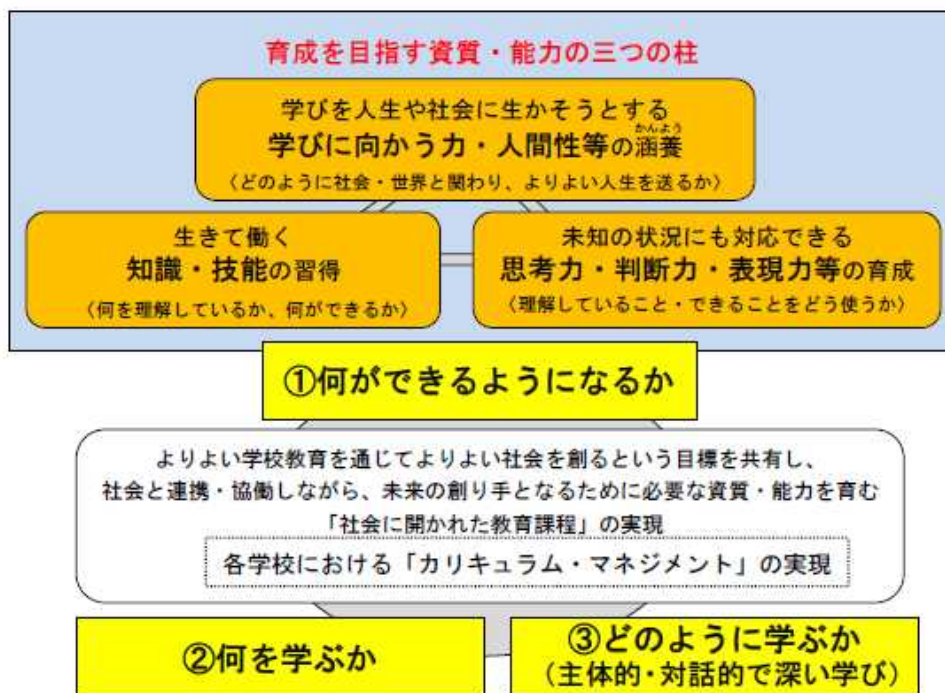 育成を目指す資質・能力の三つの柱
学びを人生や社会に生かそうとする
かんよう
学びに向かう力・人間性等の涵養
〈どのように社会・世界と関わり、よりよい人生を送るか〉
生きて働く
知識・技能の習得
〈何を理解しているか、何ができるか〉
未知の状況にも対応できる
思考力・判断力・表現力等の育成
〈理解していること・できることをどう使うか〉
①何ができるようになるか
よりよい学校教育を通じてよりよい社会を創るという目標を共有し、
社会と連携・協働しながら、未来の創り手となるために必要な資質・能力を育む
「社会に開かれた教育課程」の実現
各学校における「カリキュラム・マネジメント」の実現
②何を学ぶか
③どのように学ぶか
（主体的・対話的で深い学び）